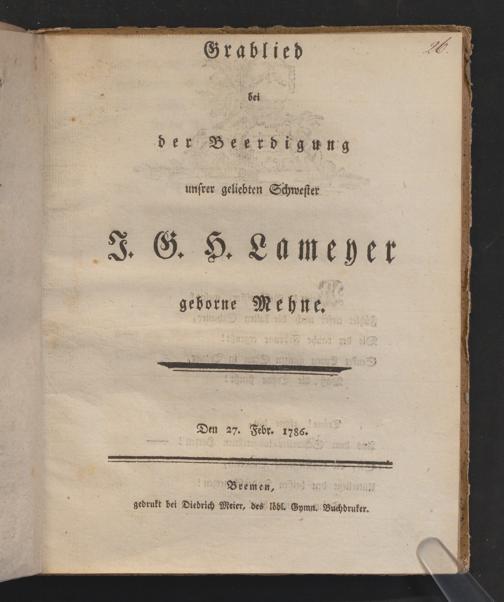 26.
Grablied
bei
der Beerdigung
unsrer geliebten Schwester
J. G. H. Lameyer
geborne Mehne.
Den 27. Febr. 1786.
Bremen,
gedrukt bei Diedrich Meier, des löbl. Gymn. Buchdruker.